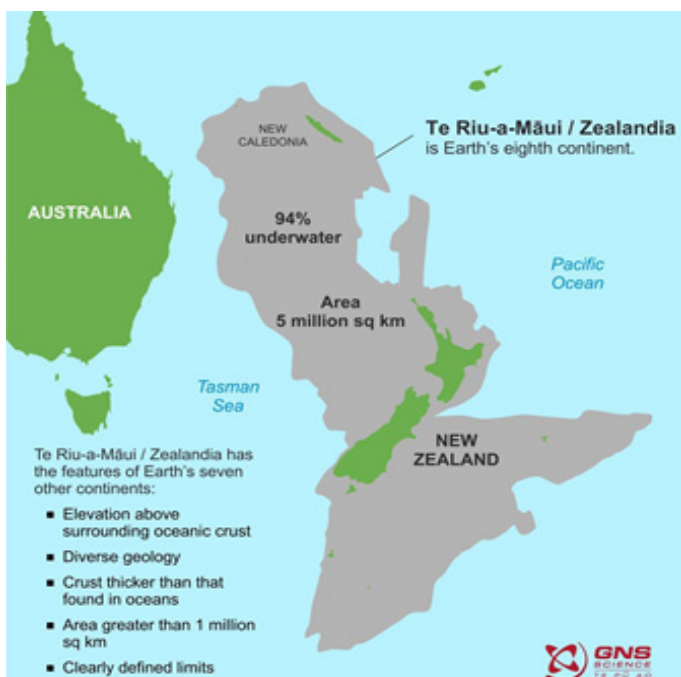 NEW
CALEDONIA
Te Riu-a-Māui / Zealandia
is Earth's eighth continent.
AUSTRALIA
94%
underwater
Pacific
Ocean
Area
5 million sq km
Tasman
Sea
NEW
ZEALAND
Te Riu-a-Māui / Zealandia has
the features of Earth's seven
other continents:
■ Elevation above
surrounding oceanic crust
■ Diverse geology
■ Crust thicker than that
found in oceans
■ Area greater than 1 million
sq km
■ Clearly defined limits
GNS
SCIENCE
TE PŪ AO